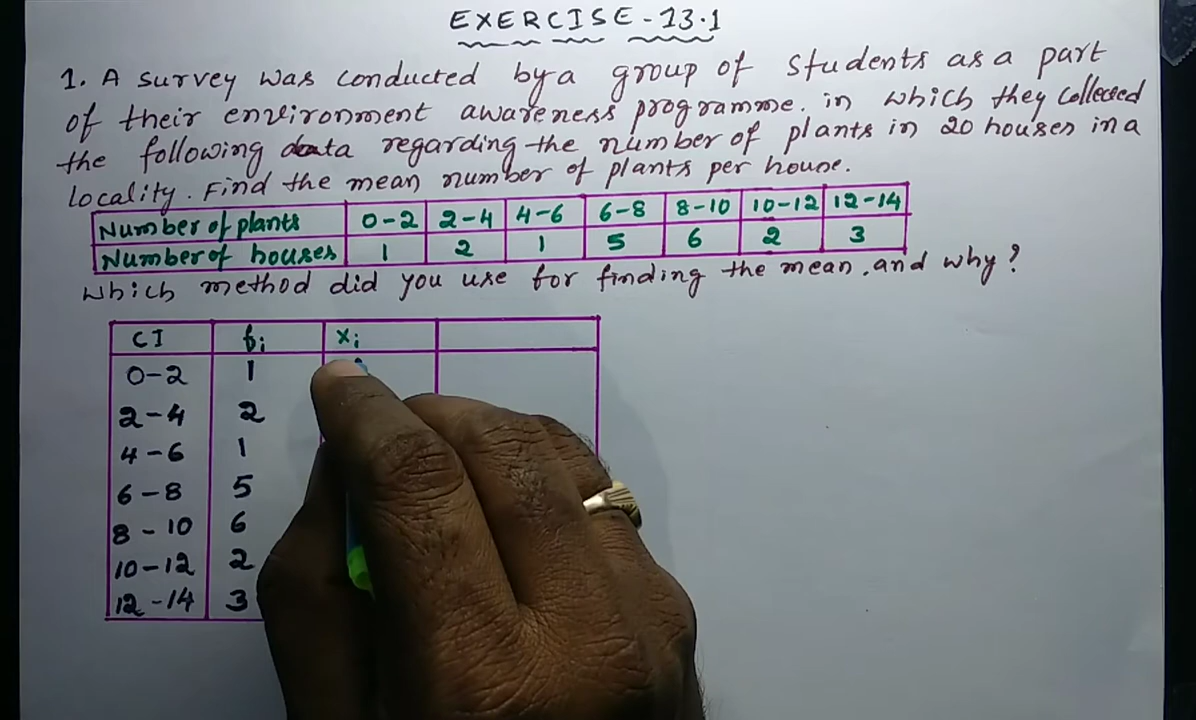 EXERCISE - 13.1
1. A survey was conducted by a group of students as a part
of their environment awareness programme. in which they collected
the following data regarding the number of plants in 20 houses in a
locality. Find the mean number of plants per house.
Number of plants 0-2 2-4 4-6 6-8 8-10 10-12 12-14
Number of houses 1 2 1 5 6 2 3
Which method did you use for finding the mean, and why?
CI fi xi
0-2 1
2-4 2
4-6 1
6-8 5
8-10 6
10-12 2
12-14 3